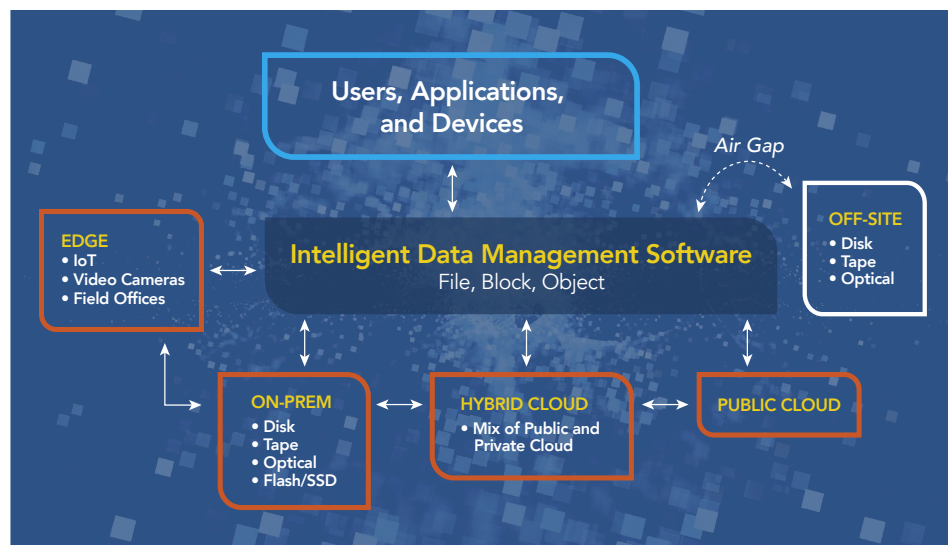 Users, Applications,
and Devices
Air Gap
OFF-SITE
• Disk
• Tape
• Optical
EDGE
• IoT
• Video Cameras
• Field Offices
Intelligent Data Management Software
File, Block, Object
ON-PREM
• Disk
• Tape
• Optical
• Flash/SSD
HYBRID CLOUD
• Mix of Public and
Private Cloud
PUBLIC CLOUD